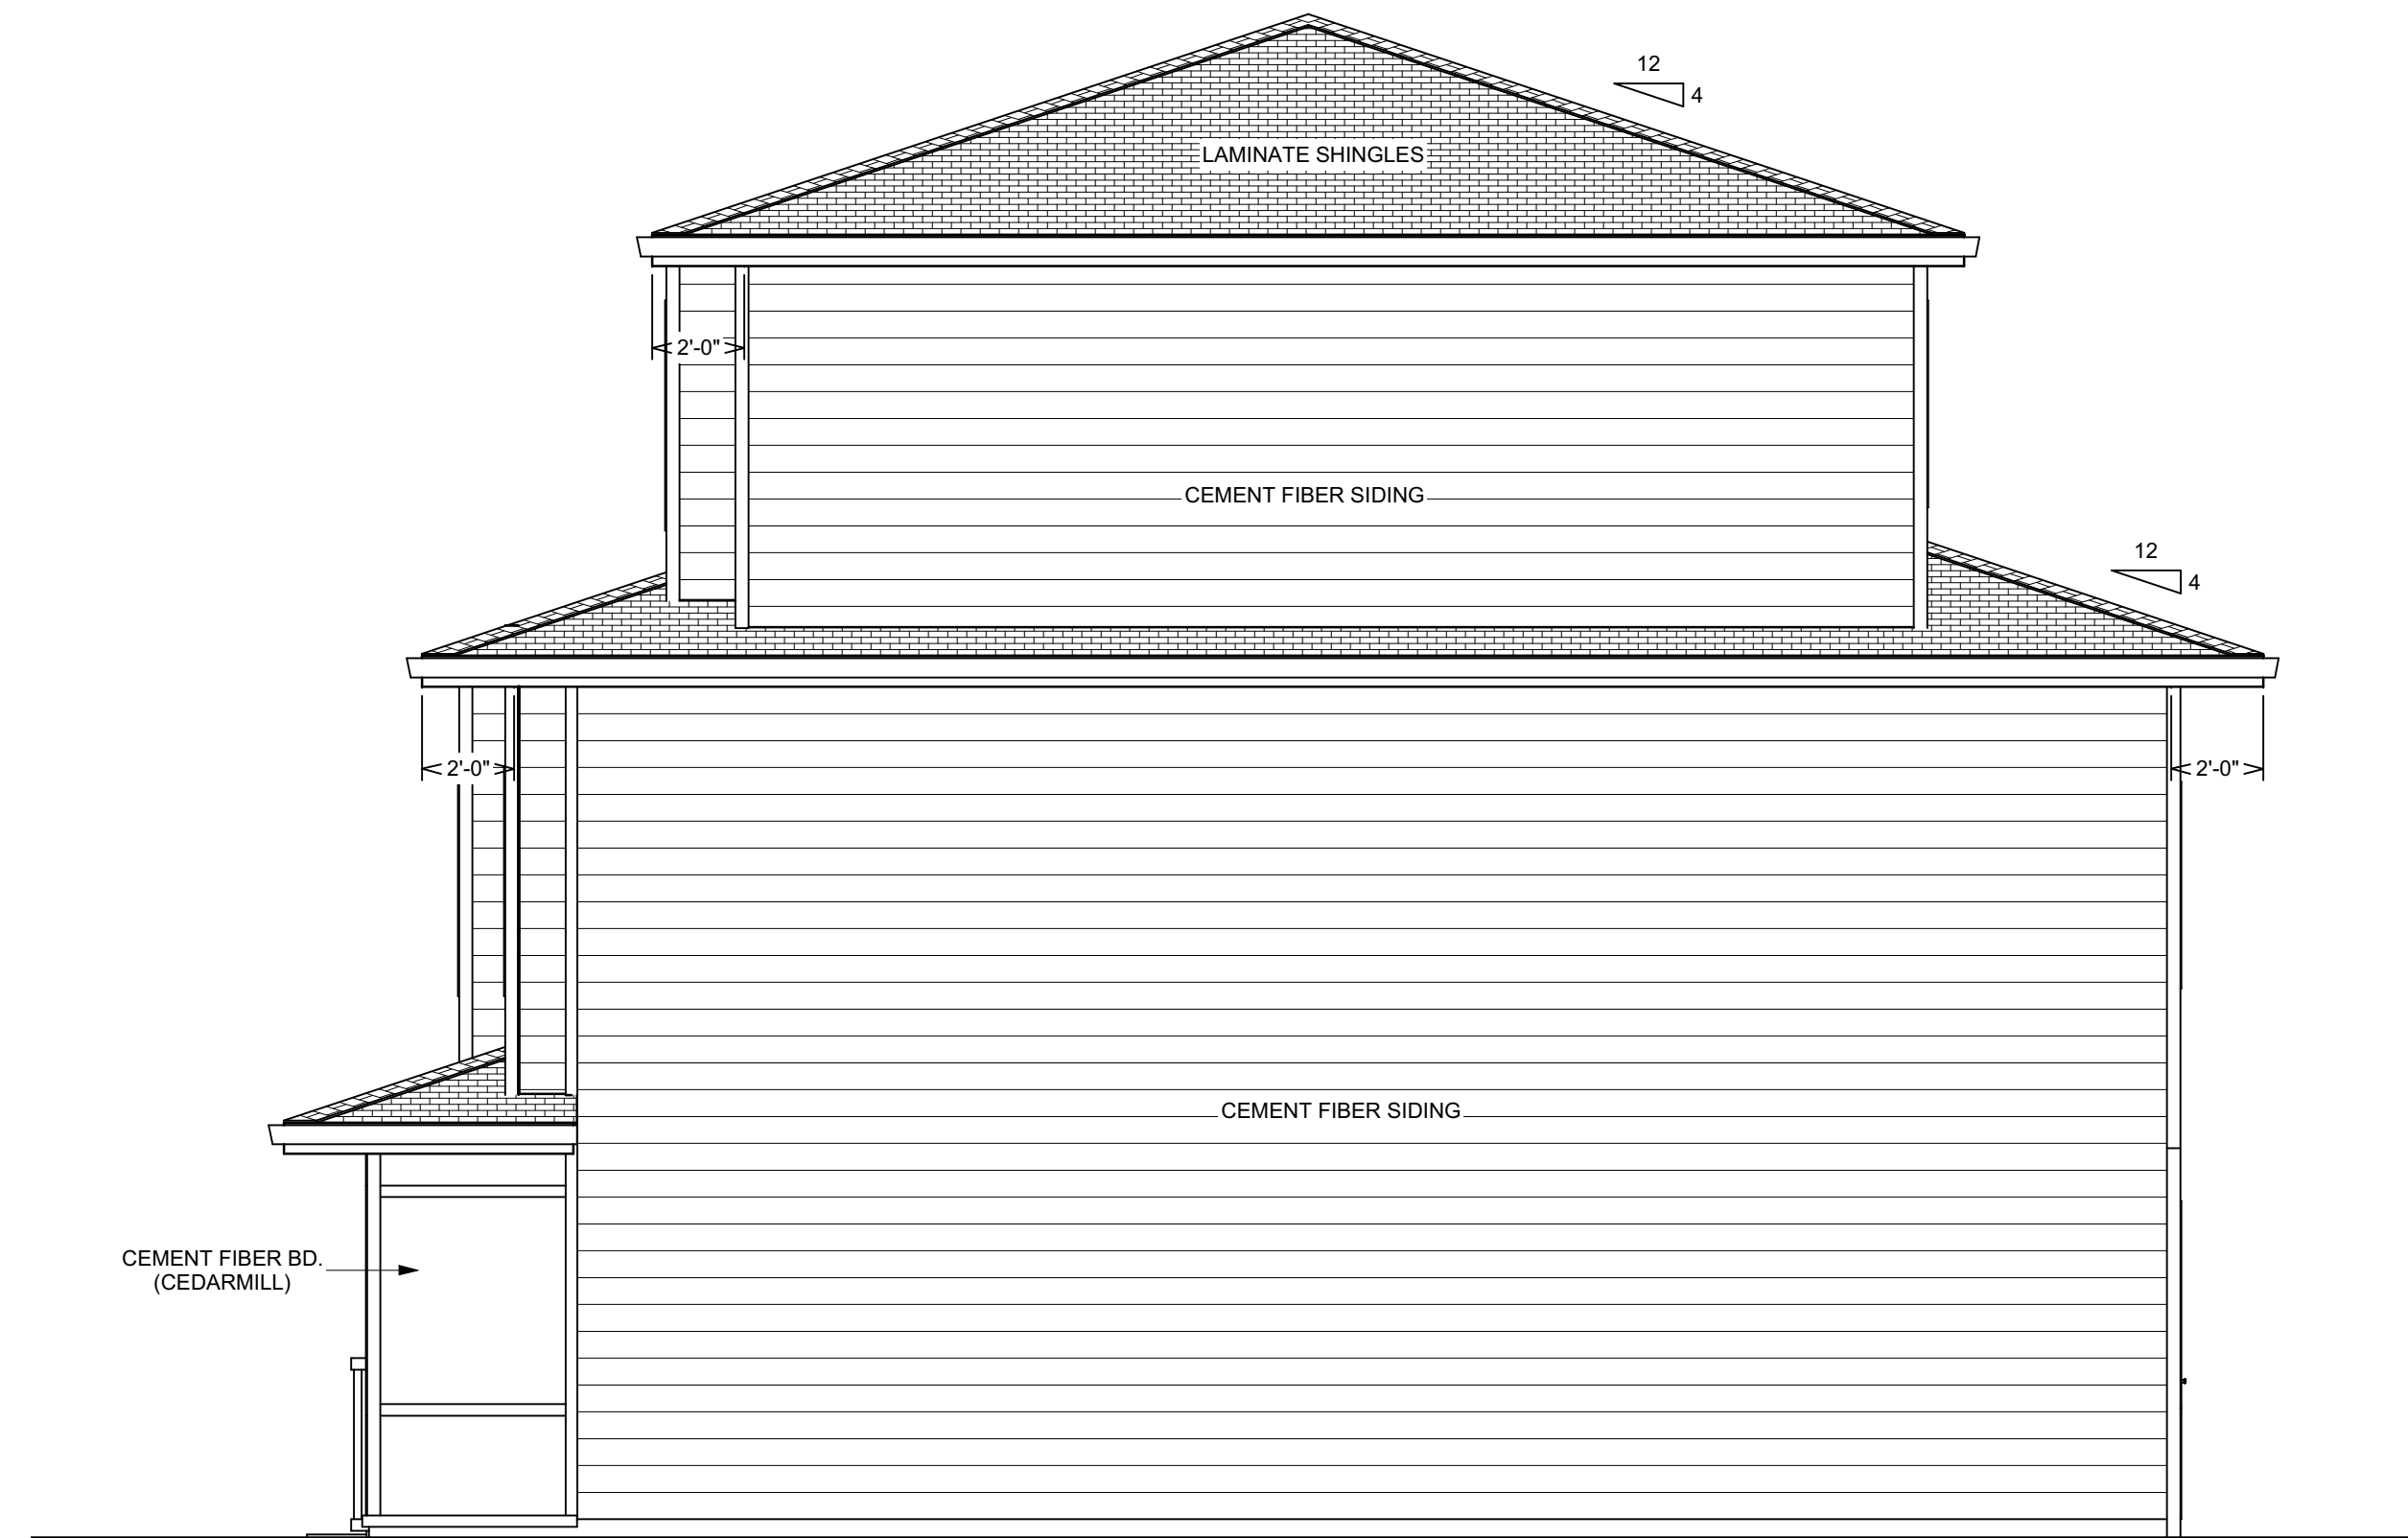 12
4
LAMINATE SHINGLES
2'-0"
CEMENT FIBER SIDING
12
4
2'-0"
2'-0"
CEMENT FIBER SIDING
CEMENT FIBER BD.
(CEDARMILL)